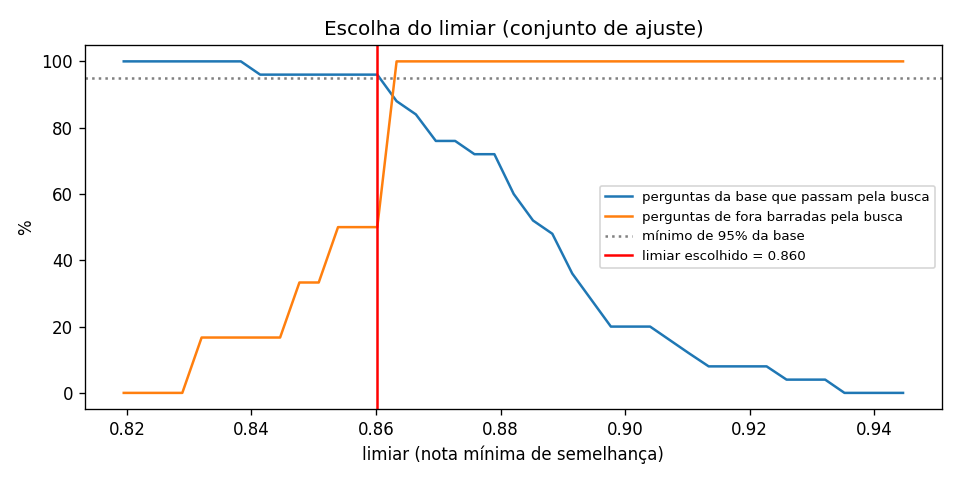 Escolha do limiar (conjunto de ajuste)
100
80
60
40
20
0
%
perguntas da base que passam pela busca
perguntas de fora barradas pela busca
mínimo de 95% da base
limiar escolhido = 0.860
0.82 0.84 0.86 0.88 0.90 0.92 0.94
limiar (nota mínima de semelhança)